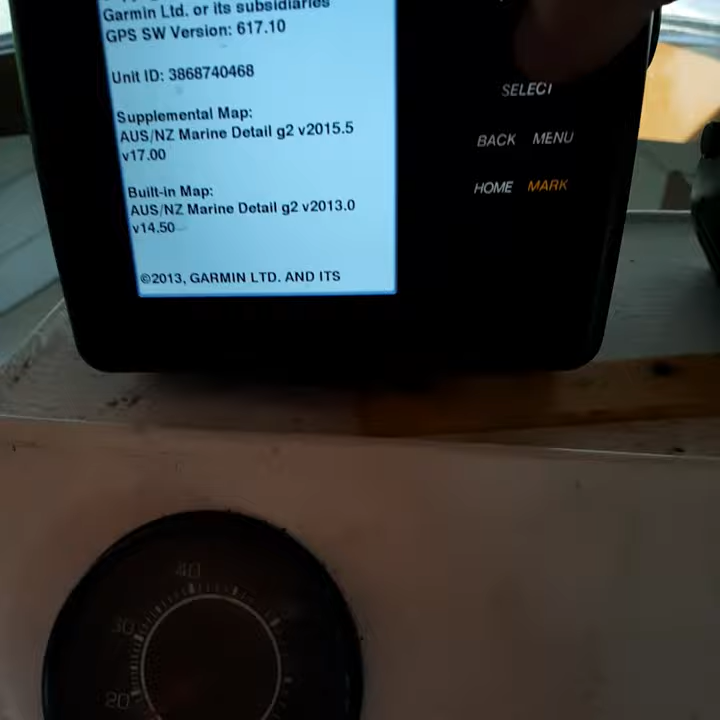 Garmin Ltd. or its subsidiaries
GPS SW Version: 617.10
Unit ID: 3868740468
Supplemental Map:
AUS/NZ Marine Detail g2 v2015.5
v17.00
Built-in Map:
AUS/NZ Marine Detail g2 v2013.0
v14.50
©2013, GARMIN LTD. AND ITS
SELECT
BACK MENU
HOME MARK
40
30
20